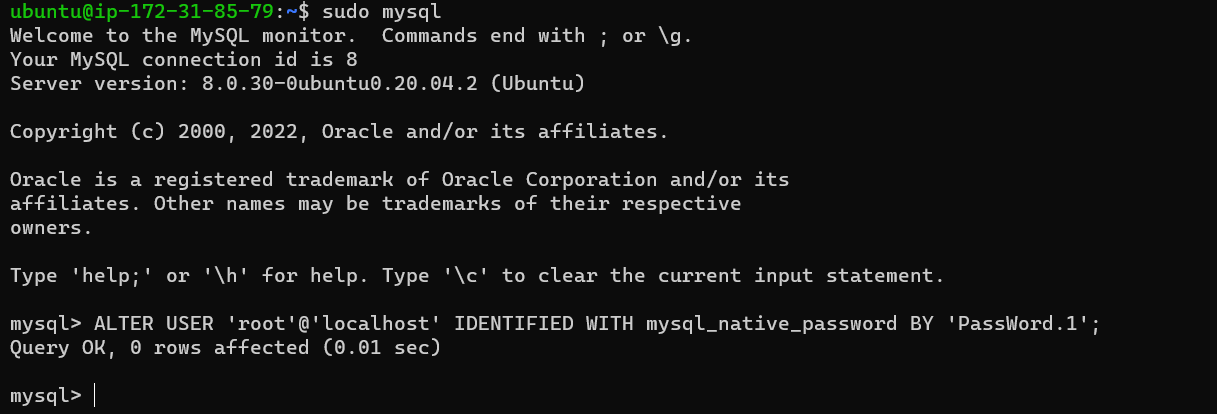 ubuntu@ip-172-31-85-79:~$ sudo mysql
Welcome to the MySQL monitor.  Commands end with ; or \g.
Your MySQL connection id is 8
Server version: 8.0.30-0ubuntu0.20.04.2 (Ubuntu)
Copyright (c) 2000, 2022, Oracle and/or its affiliates.
Oracle is a registered trademark of Oracle Corporation and/or its
affiliates. Other names may be trademarks of their respective
owners.
Type 'help;' or '\h' for help. Type '\c' to clear the current input statement.
mysql> ALTER USER 'root'@'localhost' IDENTIFIED WITH mysql_native_password BY 'PassWord.1';
Query OK, 0 rows affected (0.01 sec)
mysql>